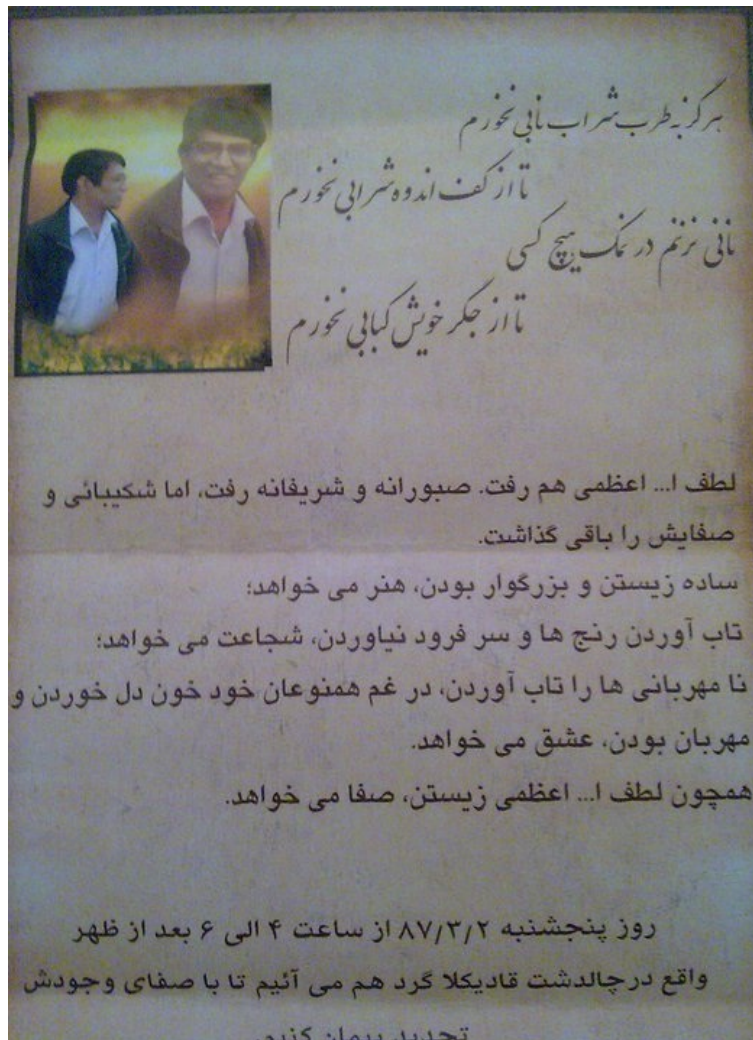 هرگز به طرب شراب نابی نخورم
تا از کف اندوه شرابی نخورم
نانی نزنم در نمک هیچ کسی
تا از جگر خویش کبابی نخورم
لطف ا... اعظمی هم رفت. صبورانه و شریفانه رفت، اما شکیبائی و
صفایش را باقی گذاشت.
ساده زیستن و بزرگوار بودن، هنر می خواهد؛
تاب آوردن رنج ها و سر فرود نیاوردن، شجاعت می خواهد؛
نا مهربانی ها را تاب آوردن، در غم همنوعان خود خون دل خوردن و
مهربان بودن، عشق می خواهد.
همچون لطف ا... اعظمی زیستن، صفا می خواهد.
روز پنجشنبه ۸۷/۳/۲ از ساعت ۴ الی ۶ بعد از ظهر
واقع درچالدشت قادیکلا گرد هم می آئیم تا با صفای وجودش
تجدید پیمان کنیم.